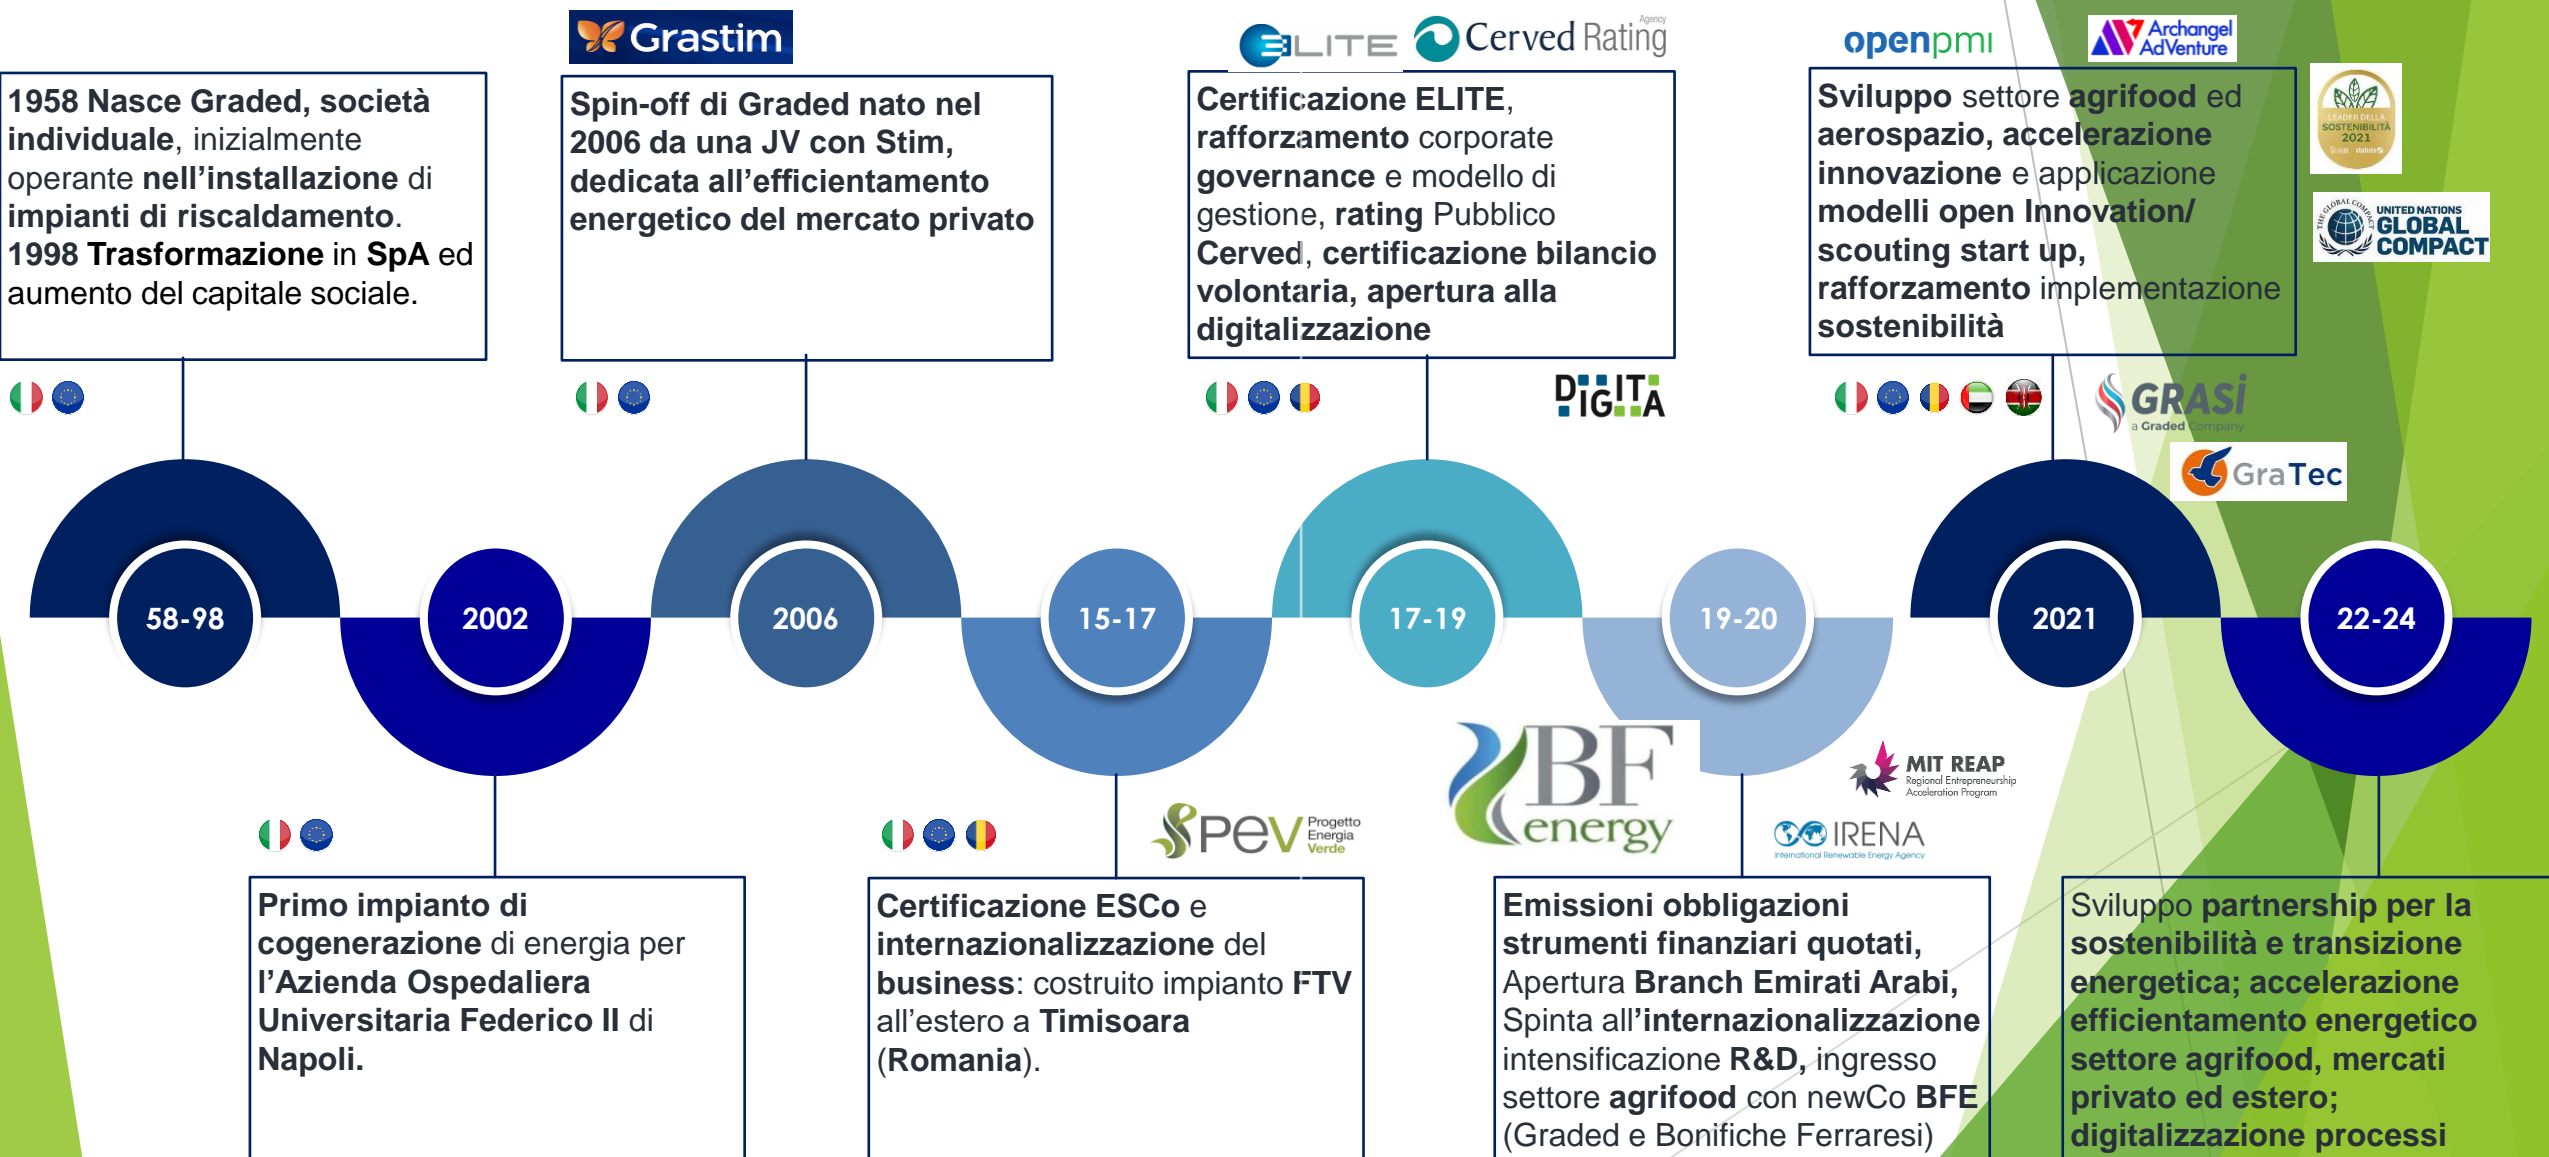 Grastim
ELITE
Cerved Rating
Agency
openpmi
Archangel
AdVenture
1958 Nasce Graded, società
individuale, inizialmente
operante nell’installazione di
impianti di riscaldamento.
1998 Trasformazione in SpA ed
aumento del capitale sociale.
Spin-off di Graded nato nel
2006 da una JV con Stim,
dedicata all’efficientamento
energetico del mercato privato
Certificazione ELITE,
rafforzamento corporate
governance e modello di
gestione, rating Pubblico
Cerved, certificazione bilancio
volontaria, apertura alla
digitalizzazione
Sviluppo settore agrifood ed
aerospazio, accelerazione
innovazione e applicazione
modelli open Innovation/
scouting start up,
rafforzamento implementazione
sostenibilità
LEADER DELLA
SOSTENIBILITÀ
2021
THE GLOBAL COMPACT
UNITED NATIONS
GLOBAL
COMPACT
DIGITA
GRASI
a Graded Company
GraTec
58-98
2002
2006
15-17
17-19
19-20
2021
22-24
PeV Progetto
Energia
Verde
BF
energy
MIT REAP
Regional Entrepreneurship
Acceleration Program
IRENA
International Renewable Energy Agency
Primo impianto di
cogenerazione di energia per
l’Azienda Ospedaliera
Universitaria Federico II di
Napoli.
Certificazione ESCo e
internazionalizzazione del
business: costruito impianto FTV
all’estero a Timisoara
(Romania).
Emissioni obbligazioni
strumenti finanziari quotati,
Apertura Branch Emirati Arabi,
Spinta all’internazionalizzazione
intensificazione R&D, ingresso
settore agrifood con newCo BFE
(Graded e Bonifiche Ferraresi)
Sviluppo partnership per la
sostenibilità e transizione
energetica; accelerazione
efficientamento energetico
settore agrifood, mercati
privato ed estero;
digitalizzazione processi